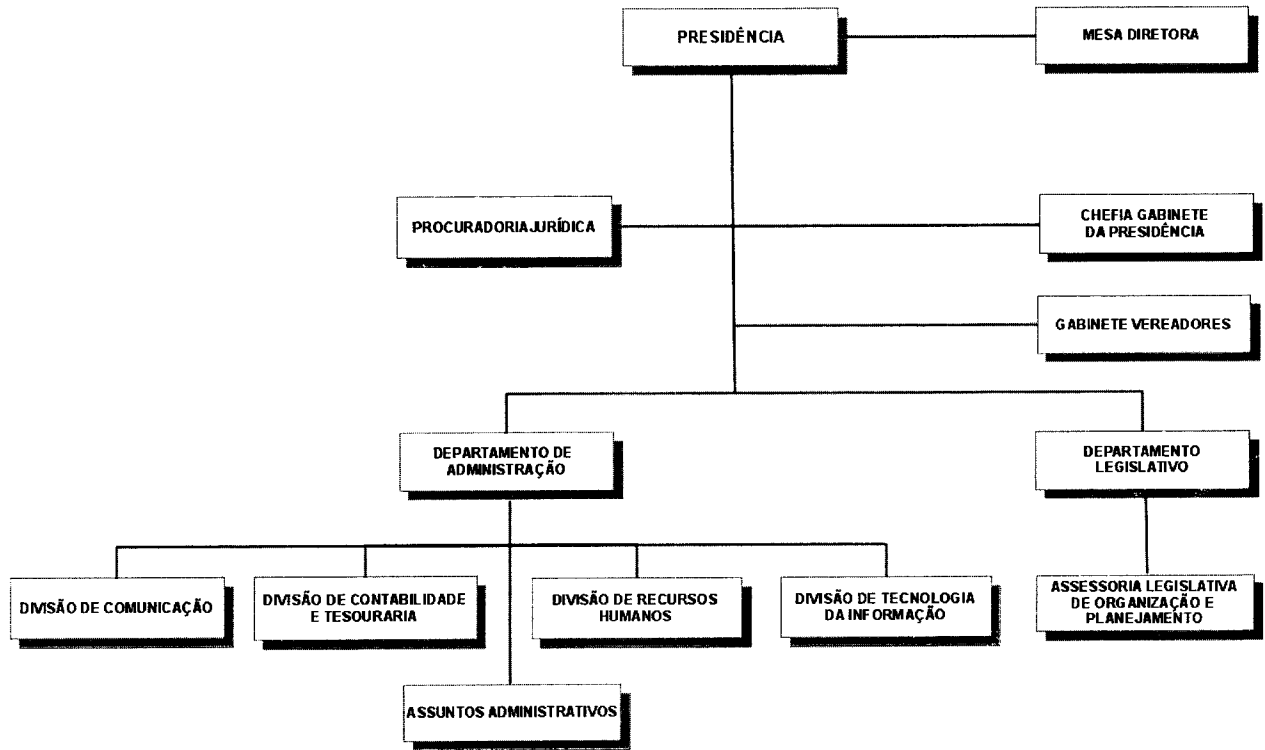 PRESIDÊNCIA
MESA DIRETORA
PROCURADORIA JURÍDICA
CHEFIA GABINETE
DA PRESIDÊNCIA
GABINETE VEREADORES
DEPARTAMENTO DE
ADMINISTRAÇÃO
DEPARTAMENTO
LEGISLATIVO
DIVISÃO DE COMUNICAÇÃO
DIVISÃO DE CONTABILIDADE
E TESOURARIA
DIVISÃO DE RECURSOS
HUMANOS
DIVISÃO DE TECNOLOGIA
DA INFORMAÇÃO
ASSESSORIA LEGISLATIVA
DE ORGANIZAÇÃO E
PLANEJAMENTO
ASSUNTOS ADMINISTRATIVOS